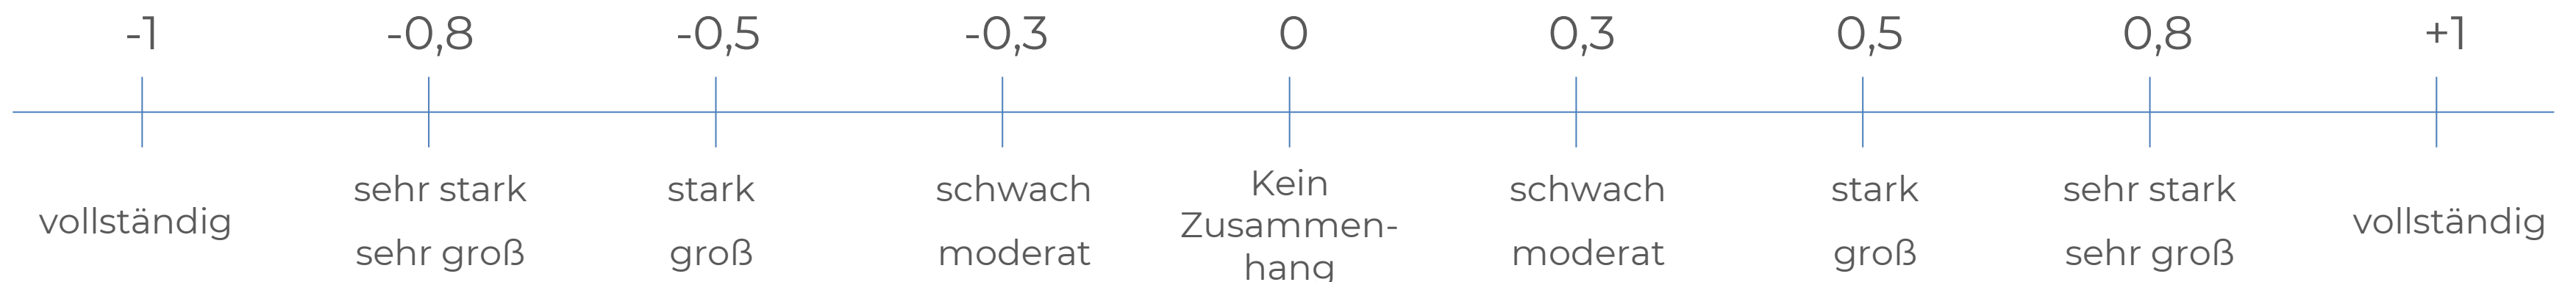 -1 -0,8 -0,5 -0,3 0 0,3 0,5 0,8 +1
vollständig
sehr stark
sehr groß
stark
groß
schwach
moderat
Kein
Zusammen-
hang
schwach
moderat
stark
groß
sehr stark
sehr groß
vollständig